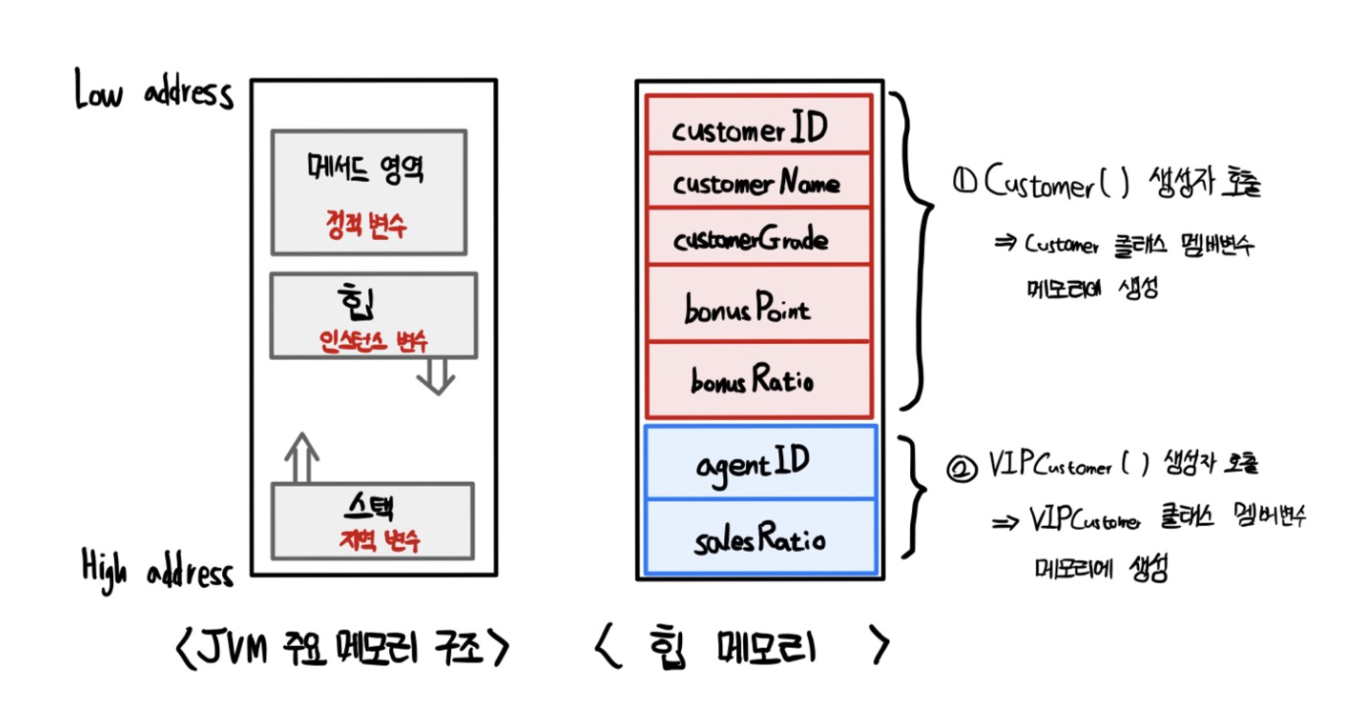 Low address
메서드 영역
정적 변수
힙
인스턴스 변수
스택
지역 변수
High address
<JVM 주요 메모리 구조>
customerID
customerName
customerGrade
bonusPoint
bonusRatio
agentID
salesRatio
< 힙 메모리 >
① Customer( ) 생성자 호출
⇒ Customer 클래스 멤버변수
메모리에 생성
② VIPCustomer ( ) 생성자 호출
⇒ VIPCustomer 클래스 멤버변수
메모리에 생성